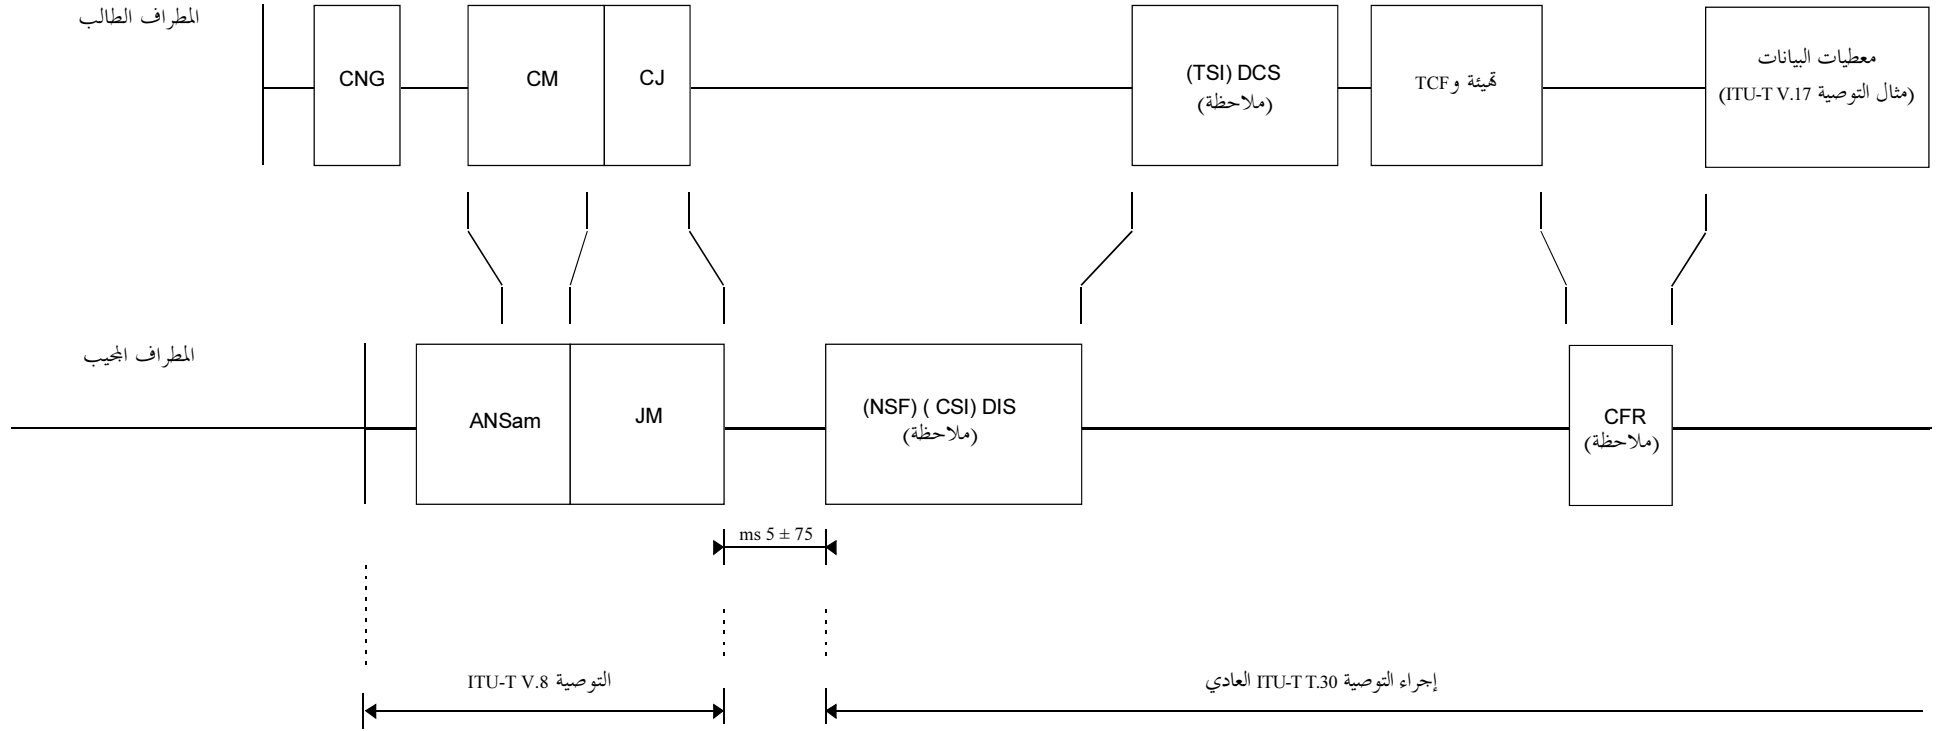 المطراف الطالب
CNG
CM
CJ
(TSI) DCS
(ملاحظة)
تهيئة وTCF
معطيات البيانات
(مثال التوصية ITU-T V.17)
المطراف المجيب
ANSam
JM
(NSF) ( CSI) DIS
(ملاحظة)
CFR
(ملاحظة)
ms 5 ± 75
التوصية ITU-T V.8
إجراء التوصية ITU-T T.30 العادي